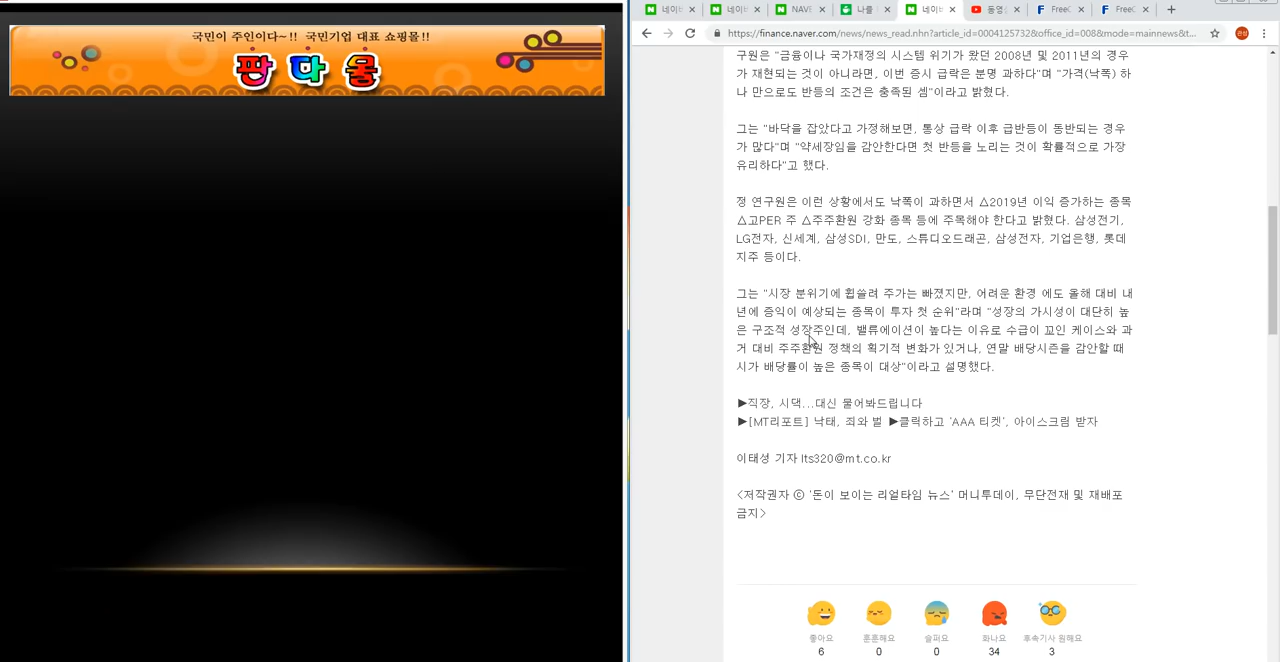 국민이 주인이다~!! 국민기업 대표 쇼핑몰!!
판다몰
네이버
네이버
NAVE
나를
네이버
동영상
FreeC
FreeC
https://finance.naver.com/news/news_read.nhn?article_id=0004125732&office_id=008&mode=mainnews&t...
구원은 "금융이나 국가재정의 시스템 위기가 왔던 2008년 및 2011년의 경우
가 재현되는 것이 아니라면, 이번 증시 급락은 분명 과하다"며 "가격(낙폭) 하
나 만으로도 반등의 조건은 충족된 셈"이라고 밝혔다.
그는 "바닥을 잡았다고 가정해보면, 통상 급락 이후 급반등이 동반되는 경우
가 많다"며 "약세장임을 감안한다면 첫 반등을 노리는 것이 확률적으로 가장
유리하다"고 했다.
정 연구원은 이런 상황에서도 낙폭이 과하면서 △2019년 이익 증가하는 종목
△고PER 주 △주주환원 강화 종목 등에 주목해야 한다고 밝혔다. 삼성전기,
LG전자, 신세계, 삼성SDI, 만도, 스튜디오드래곤, 삼성전자, 기업은행, 롯데
지주 등이다.
그는 "시장 분위기에 휩쓸려 주가는 빠졌지만, 어려운 환경 에도 올해 대비 내
년에 증익이 예상되는 종목이 투자 첫 순위"라며 "성장의 가시성이 대단히 높
은 구조적 성장주인데, 밸류에이션이 높다는 이유로 수급이 꼬인 케이스와 과
거 대비 주주환원 정책의 획기적 변화가 있거나, 연말 배당시즌을 감안할 때
시가 배당률이 높은 종목이 대상"이라고 설명했다.
▶직장, 시댁...대신 물어봐드립니다
▶[MT리포트] 낙태, 죄와 벌 ▶클릭하고 'AAA 티켓', 아이스크림 받자
이태성 기자 lts320@mt.co.kr
<저작권자 ⓒ '돈이 보이는 리얼타임 뉴스' 머니투데이, 무단전재 및 재배포
금지>
좋아요 훈훈해요 슬퍼요 화나요 후속기사 원해요
6 0 0 34 3